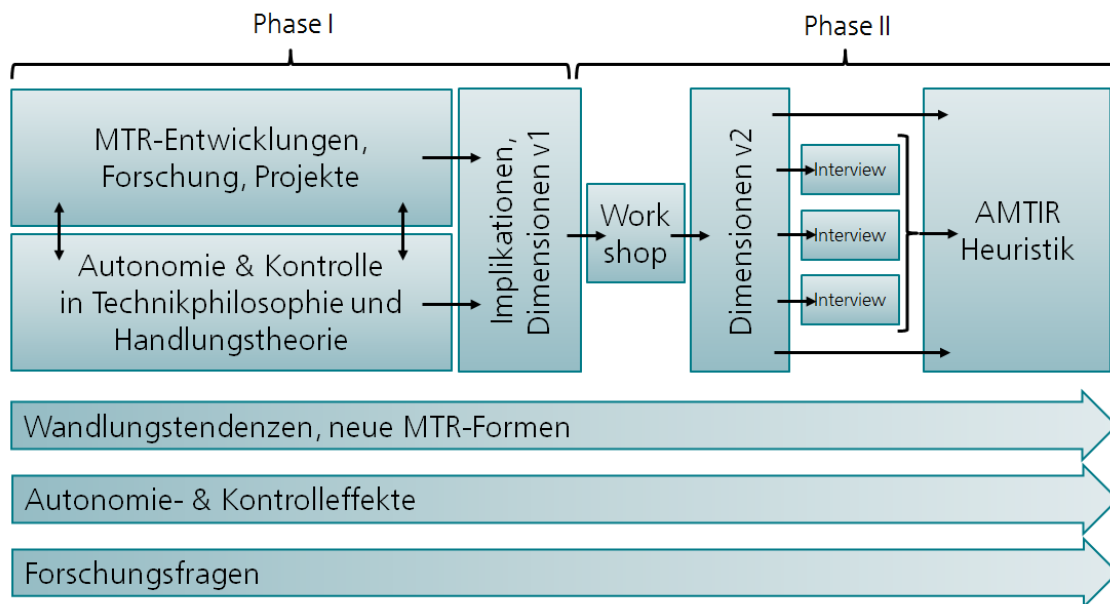 Phase I
Phase II
MTR-Entwicklungen,
Forschung, Projekte
Autonomie & Kontrolle
in Technikphilosophie und
Handlungstheorie
Implikationen,
Dimensionen v1
Work
shop
Dimensionen v2
Interview
Interview
Interview
AMTIR
Heuristik
Wandlungstendenzen, neue MTR-Formen
Autonomie- & Kontrolleffekte
Forschungsfragen